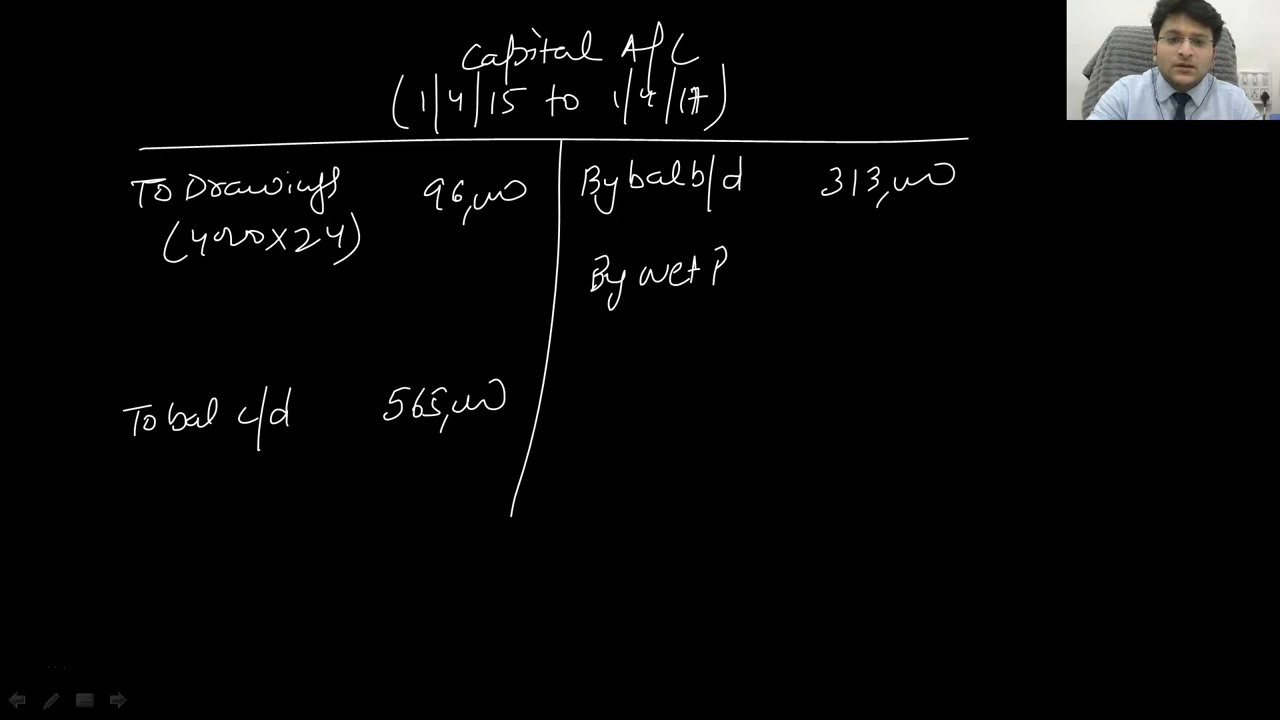 Capital A/C
(1/4/15 to 1/4/17)
To Drawings 96,000 By bal b/d 313,000
(4000x24)
By Net P
To bal c/d 565,000